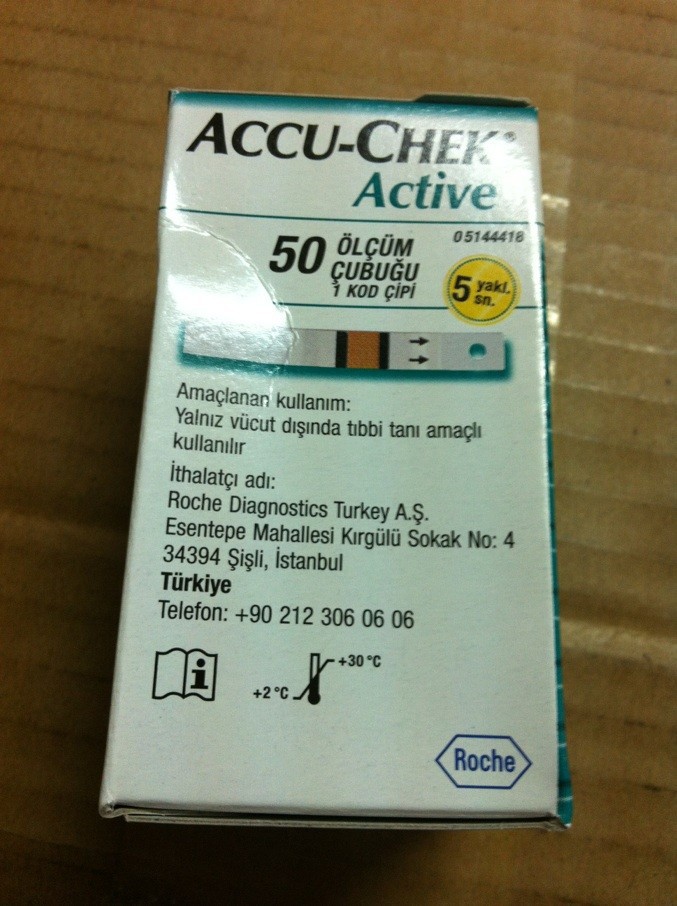 ACCU-CHEK®
Active
05144418
50 ÖLÇÜM
ÇUBUĞU
1 KOD ÇİPİ
5 yakl.
sn.
Amaçlanan kullanım:
Yalnız vücut dışında tıbbi tanı amaçlı
kullanılır
İthalatçı adı:
Roche Diagnostics Turkey A.Ş.
Esentepe Mahallesi Kırgülü Sokak No: 4
34394 Şişli, İstanbul
Türkiye
Telefon: +90 212 306 06 06
i
+30 °C
+2 °C
Roche